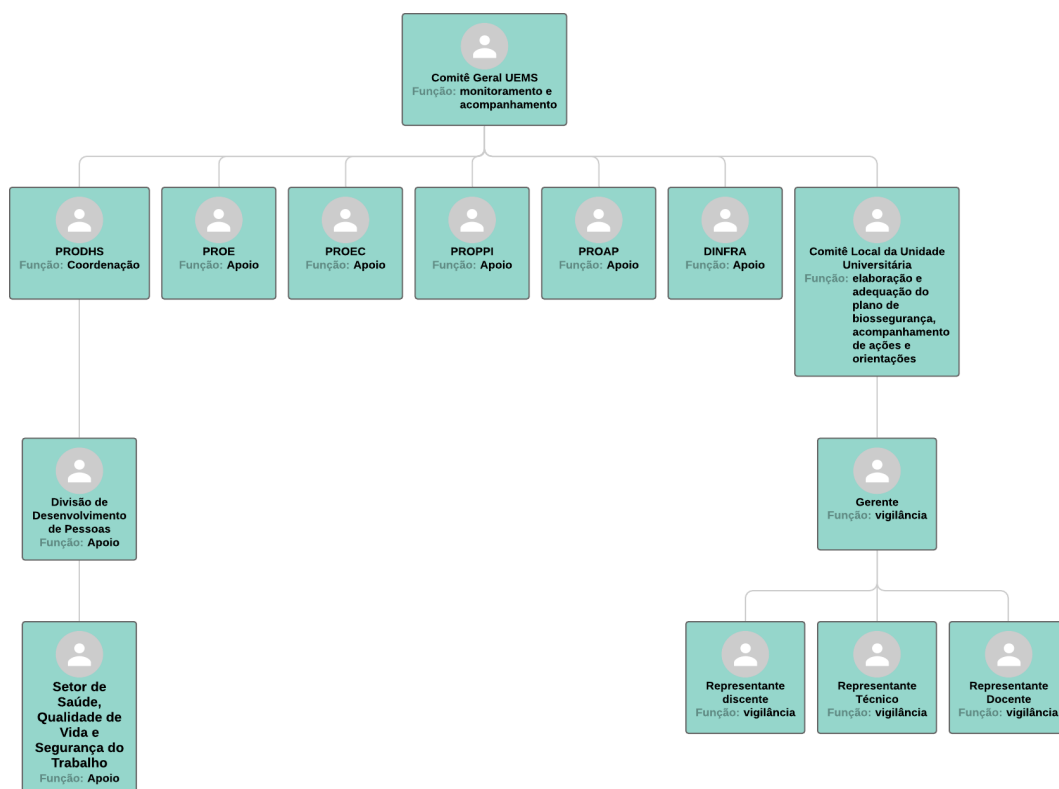 Comitê Geral UEMS
Função: monitoramento e
acompanhamento
PRODHS
Função: Coordenação
PROE
Função: Apoio
PROEC
Função: Apoio
PROPPI
Função: Apoio
PROAP
Função: Apoio
DINFRA
Função: Apoio
Comitê Local da Unidade
Universitária
Função: elaboração e
adequação do
plano de
biossegurança,
acompanhamento
de ações e
orientações
Divisão de
Desenvolvimento
de Pessoas
Função: Apoio
Gerente
Função: vigilância
Setor de
Saúde,
Qualidade de
Vida e
Segurança do
Trabalho
Função: Apoio
Representante
discente
Função: vigilância
Representante
Técnico
Função: vigilância
Representante
Docente
Função: vigilância